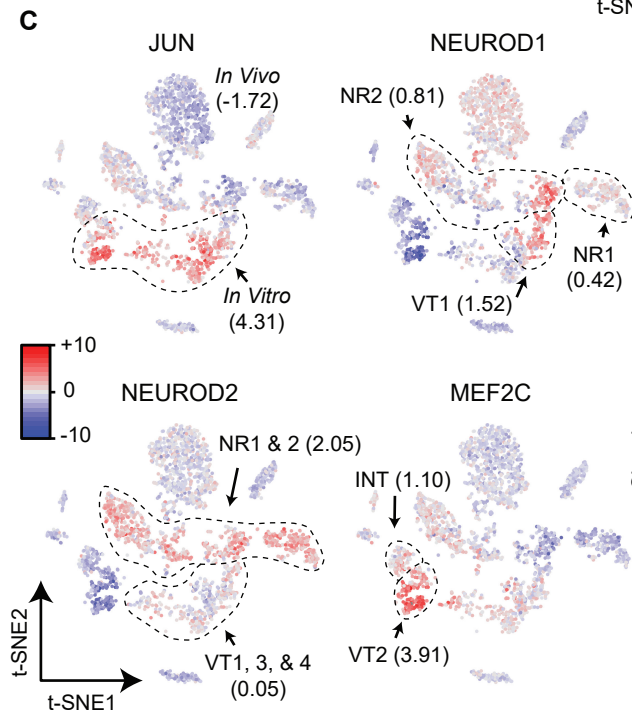 C
t-SN
JUN
In Vivo
(-1.72)
In Vitro
(4.31)
NEUROD1
NR2 (0.81)
NR1
(0.42)
VT1 (1.52)
+10
0
-10
NEUROD2
NR1 & 2 (2.05)
VT1, 3, & 4
(0.05)
MEF2C
INT (1.10)
VT2 (3.91)
t-SNE2
t-SNE1